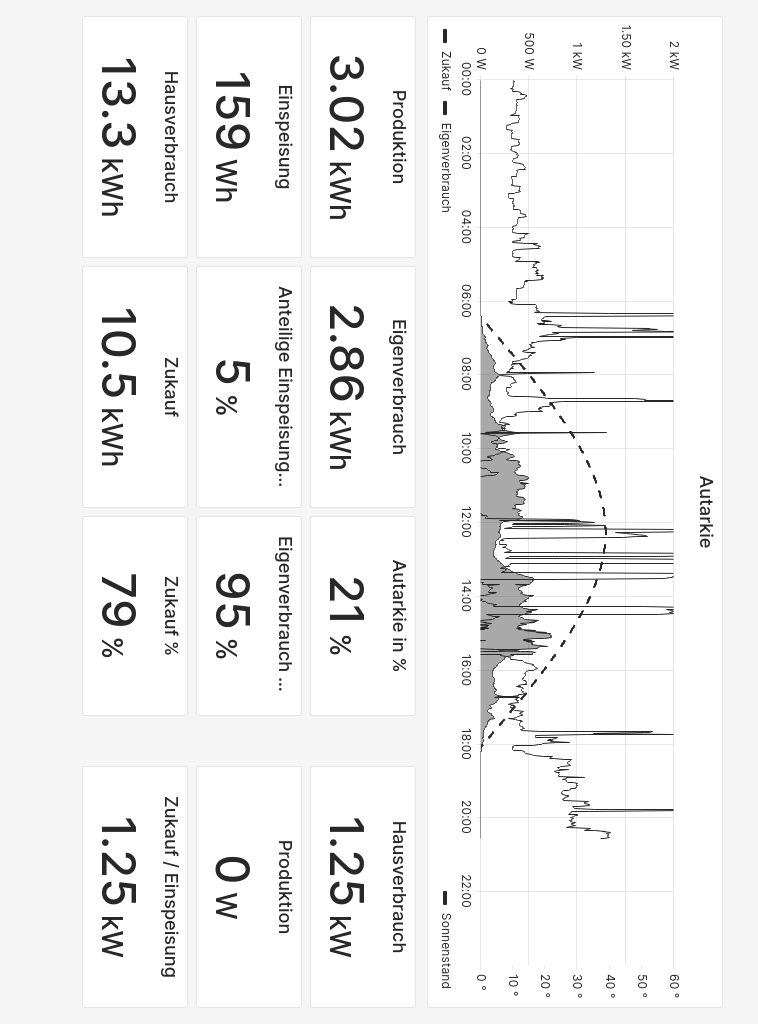 Autarkie
2 kW
1.50 kW
1 kW
500 W
0 W
60 °
50 °
40 °
30 °
20 °
10 °
0 °
00:00
02:00
04:00
06:00
08:00
10:00
12:00
14:00
16:00
18:00
20:00
22:00
Zukauf
Eigenverbrauch
Sonnenstand
Produktion
3.02 kWh
Eigenverbrauch
2.86 kWh
Autarkie in %
21 %
Hausverbrauch
1.25 kW
Einspeisung
159 Wh
Anteilige Einspeisung...
5 %
Eigenverbrauch ...
95 %
Produktion
0 W
Hausverbrauch
13.3 kWh
Zukauf
10.5 kWh
Zukauf %
79 %
Zukauf / Einspeisung
1.25 kW